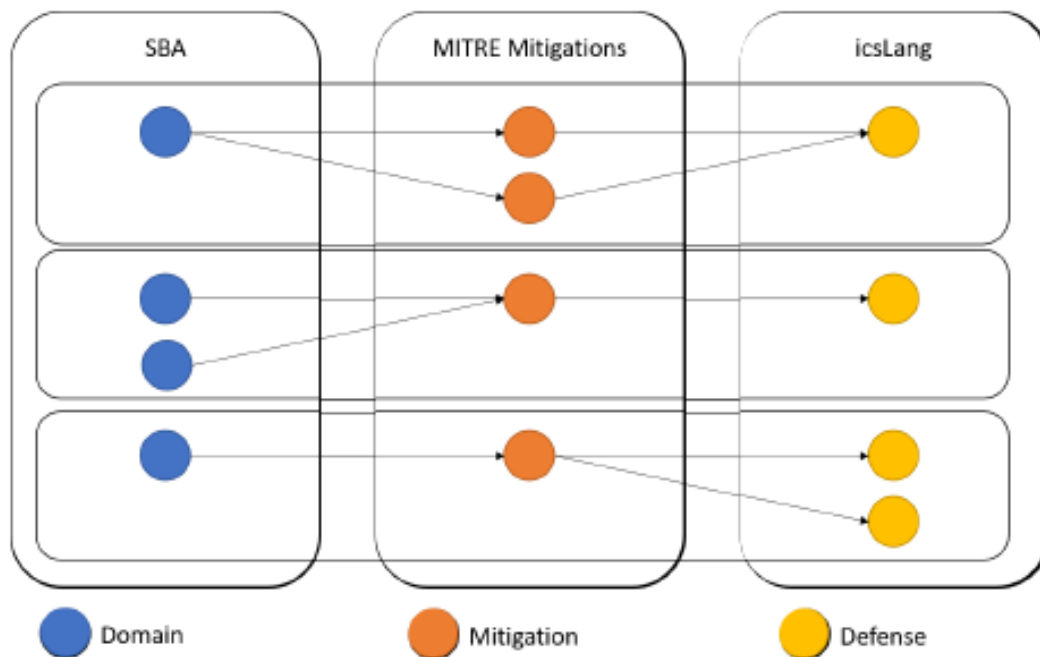 SBA
MITRE Mitigations
icsLang
Domain
Mitigation
Defense